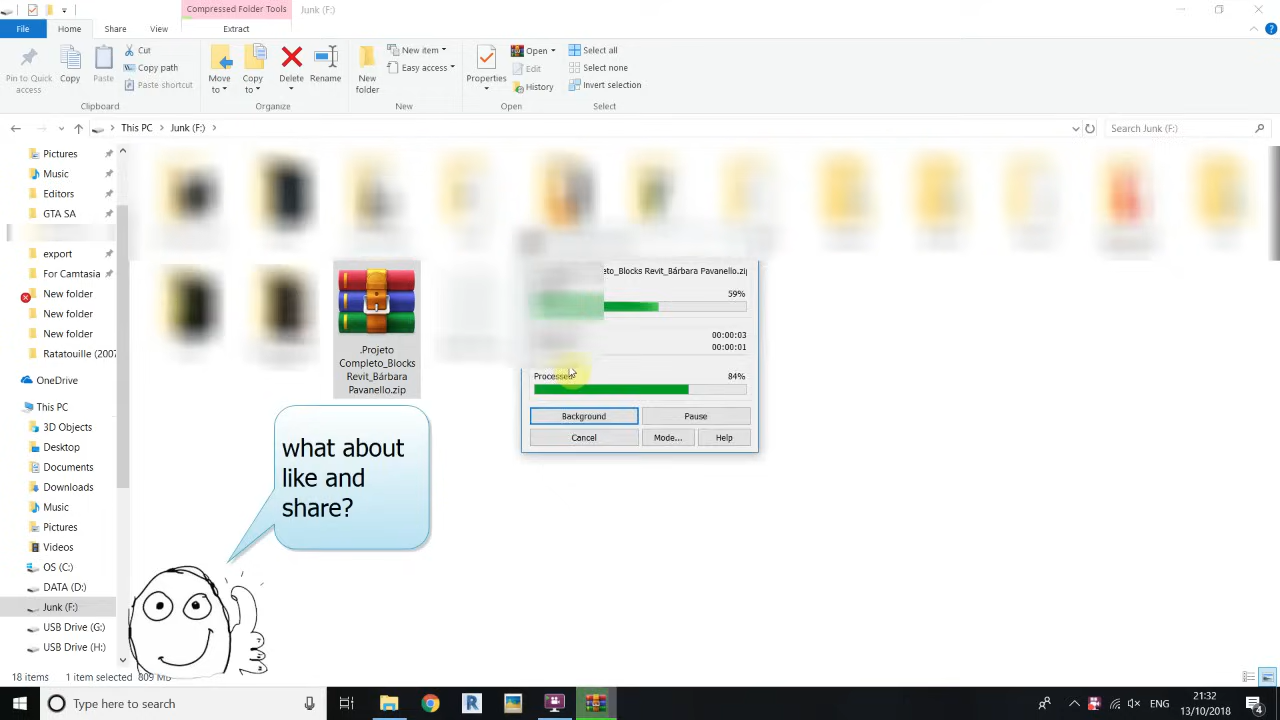 Compressed Folder Tools
Junk (F:)
File
Home
Share
View
Extract
Pin to Quick
access
Copy
Paste
Cut
Copy path
Paste shortcut
Clipboard
Move
to
Copy
to
Delete
Rename
Organize
New
folder
New item
Easy access
New
Properties
Open
Edit
History
Open
Select all
Select none
Invert selection
Select
This PC
Junk (F:)
Search Junk (F:)
Pictures
Music
Editors
GTA SA
export
For Camtasia
New folder
New folder
New folder
Ratatouille (2007
OneDrive
This PC
3D Objects
Desktop
Documents
Downloads
Music
Pictures
Videos
OS (C:)
DATA (D:)
Junk (F:)
USB Drive (G:)
USB Drive (H:)
.Projeto
Completo_Blocks
Revit_Bárbara
Pavanello.zip
eto_Blocks Revit_Bárbara Pavanello.zip
59%
00:00:03
00:00:01
Processed
84%
Background
Pause
Cancel
Mode...
Help
what about
like and
share?
18 items
1 item selected 809 MB
Type here to search
ENG
21:32
13/10/2018
4